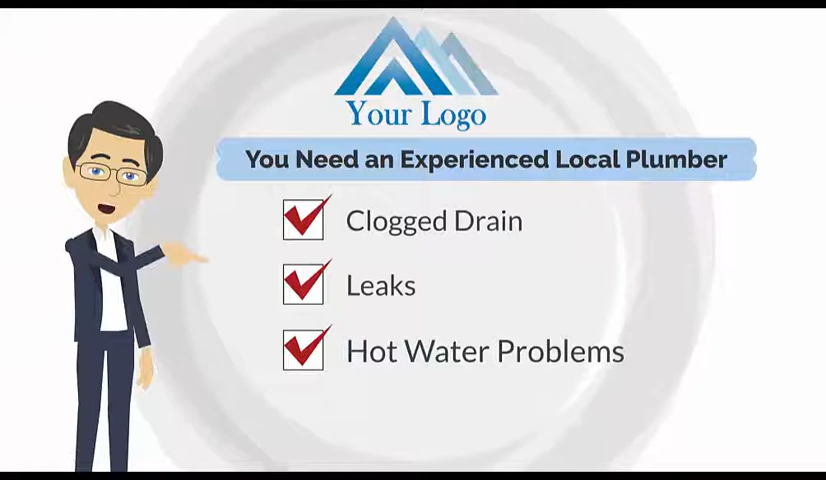 Your Logo
You Need an Experienced Local Plumber
Clogged Drain
Leaks
Hot Water Problems